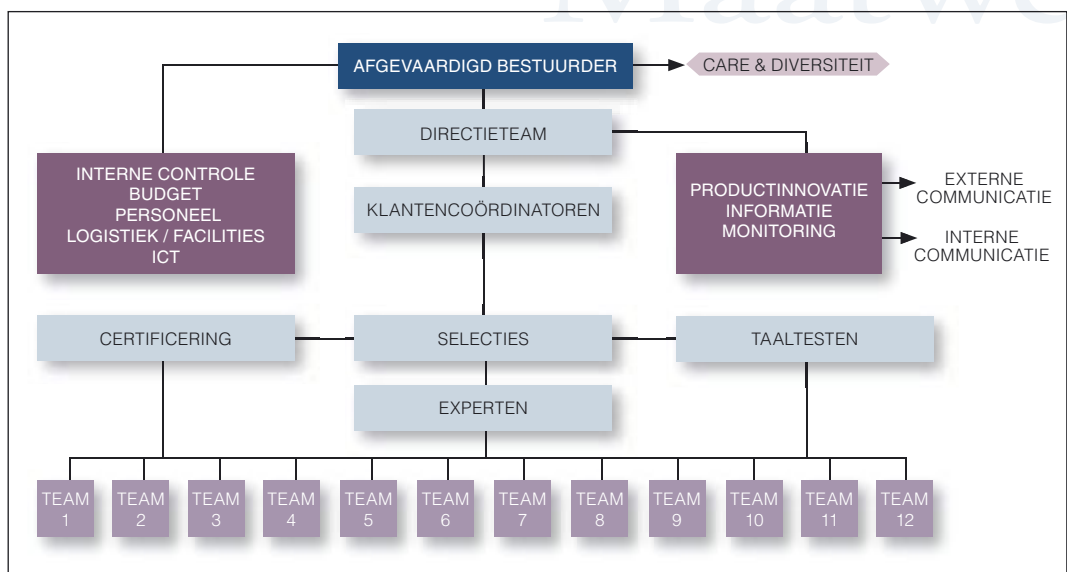 Maatwe
AFGEVAARDIGD BESTUURDER
CARE & DIVERSITEIT
DIRECTIETEAM
INTERNE CONTROLE
BUDGET
PERSONEEL
LOGISTIEK / FACILITIES
ICT
KLANTENCOÖRDINATOREN
PRODUCTINNOVATIE
INFORMATIE
MONITORING
EXTERNE
COMMUNICATIE
INTERNE
COMMUNICATIE
CERTIFICERING
SELECTIES
TAALTESTEN
EXPERTEN
TEAM
1
TEAM
2
TEAM
3
TEAM
4
TEAM
5
TEAM
6
TEAM
7
TEAM
8
TEAM
9
TEAM
10
TEAM
11
TEAM
12